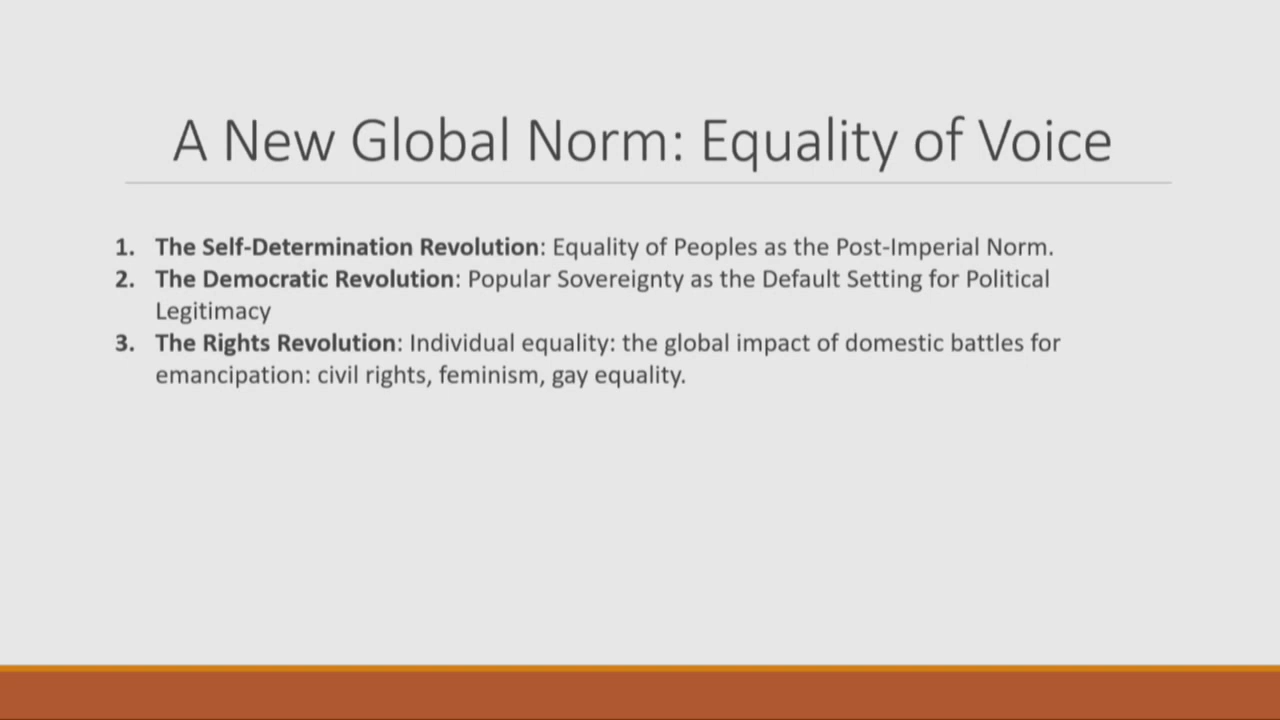 A New Global Norm: Equality of Voice
1. The Self-Determination Revolution: Equality of Peoples as the Post-Imperial Norm.
2. The Democratic Revolution: Popular Sovereignty as the Default Setting for Political
Legitimacy
3. The Rights Revolution: Individual equality: the global impact of domestic battles for
emancipation: civil rights, feminism, gay equality.